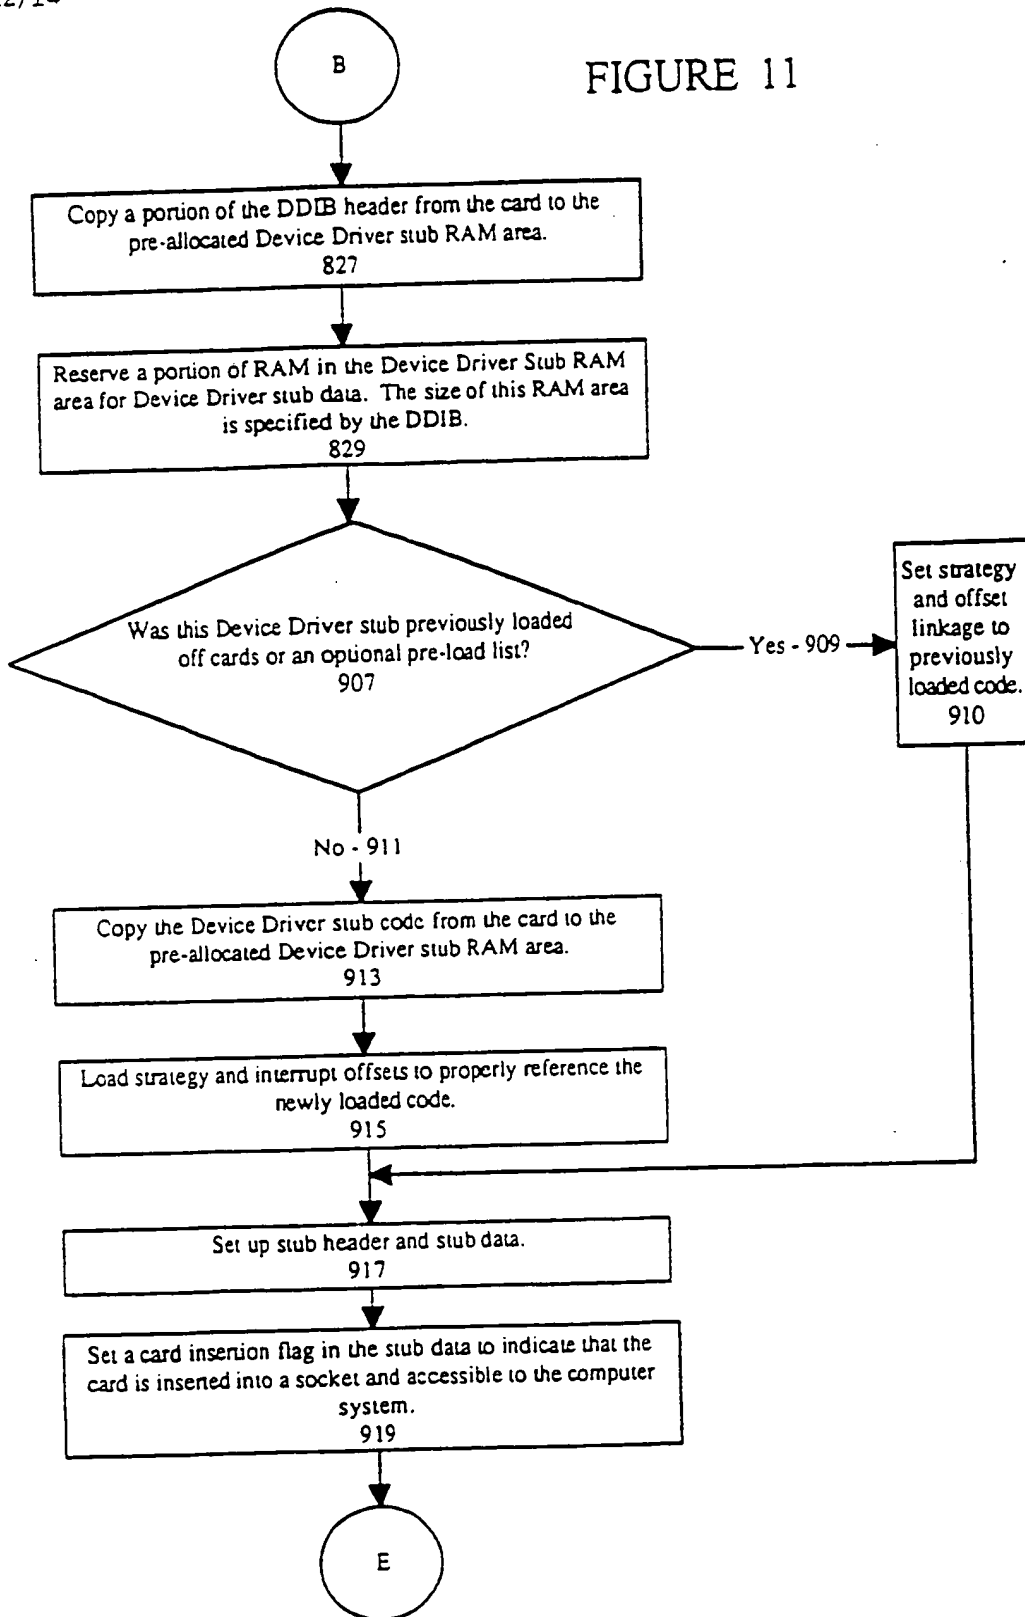 B
FIGURE 11
Copy a portion of the DDIB header from the card to the
pre-allocated Device Driver stub RAM area.
827
Reserve a portion of RAM in the Device Driver Stub RAM
area for Device Driver stub data. The size of this RAM area
is specified by the DDIB.
829
Was this Device Driver stub previously loaded
off cards or an optional pre-load list?
907
Yes - 909
Set strategy
and offset
linkage to
previously
loaded code.
910
No - 911
Copy the Device Driver stub code from the card to the
pre-allocated Device Driver stub RAM area.
913
Load strategy and interrupt offsets to properly reference the
newly loaded code.
915
Set up stub header and stub data.
917
Set a card insertion flag in the stub data to indicate that the
card is inserted into a socket and accessible to the computer
system.
919
E